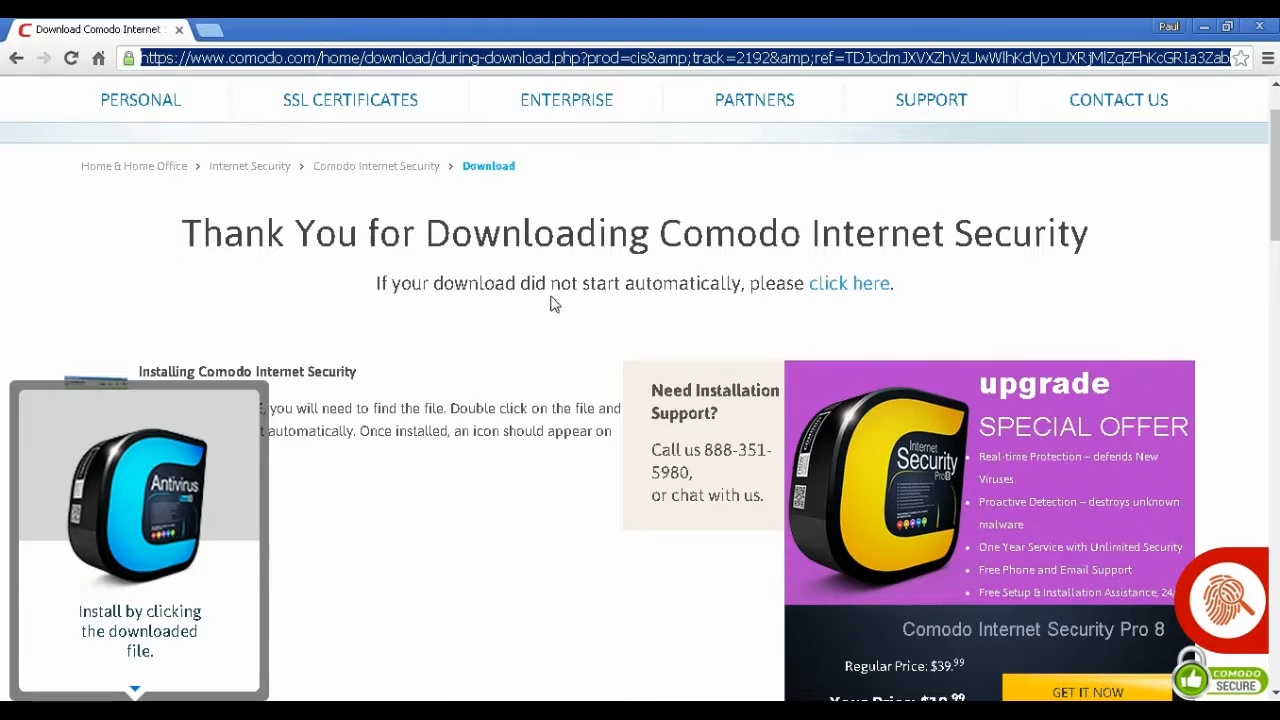 Download Comodo Internet
Paul
https://www.comodo.com/home/download/during-download.php?prod=cis&amp;track=2192&amp;ref=
PERSONAL
SSL CERTIFICATES
ENTERPRISE
PARTNERS
SUPPORT
CONTACT US
Home & Home Office > Internet Security > Comodo Internet Security > Download
Thank You for Downloading Comodo Internet Security
If your download did not start automatically, please click here.
Installing Comodo Internet Security
you will need to find the file. Double click on the file and
automatically. Once installed, an icon should appear on
Antivirus
Install by clicking
the downloaded
file.
Need Installation
Support?
Call us 888-351-
5980,
or chat with us.
Internet
Security
Pro
upgrade
SPECIAL OFFER
Real-time Protection – defends New
Viruses
Proactive Detection – destroys unknown
malware
One Year Service with Unlimited Security
Free Phone and Email Support
Free Setup & Installation Assistance, 24/
Comodo Internet Security Pro 8
Regular Price: $39.99
GET IT NOW
COMODO
SECURE